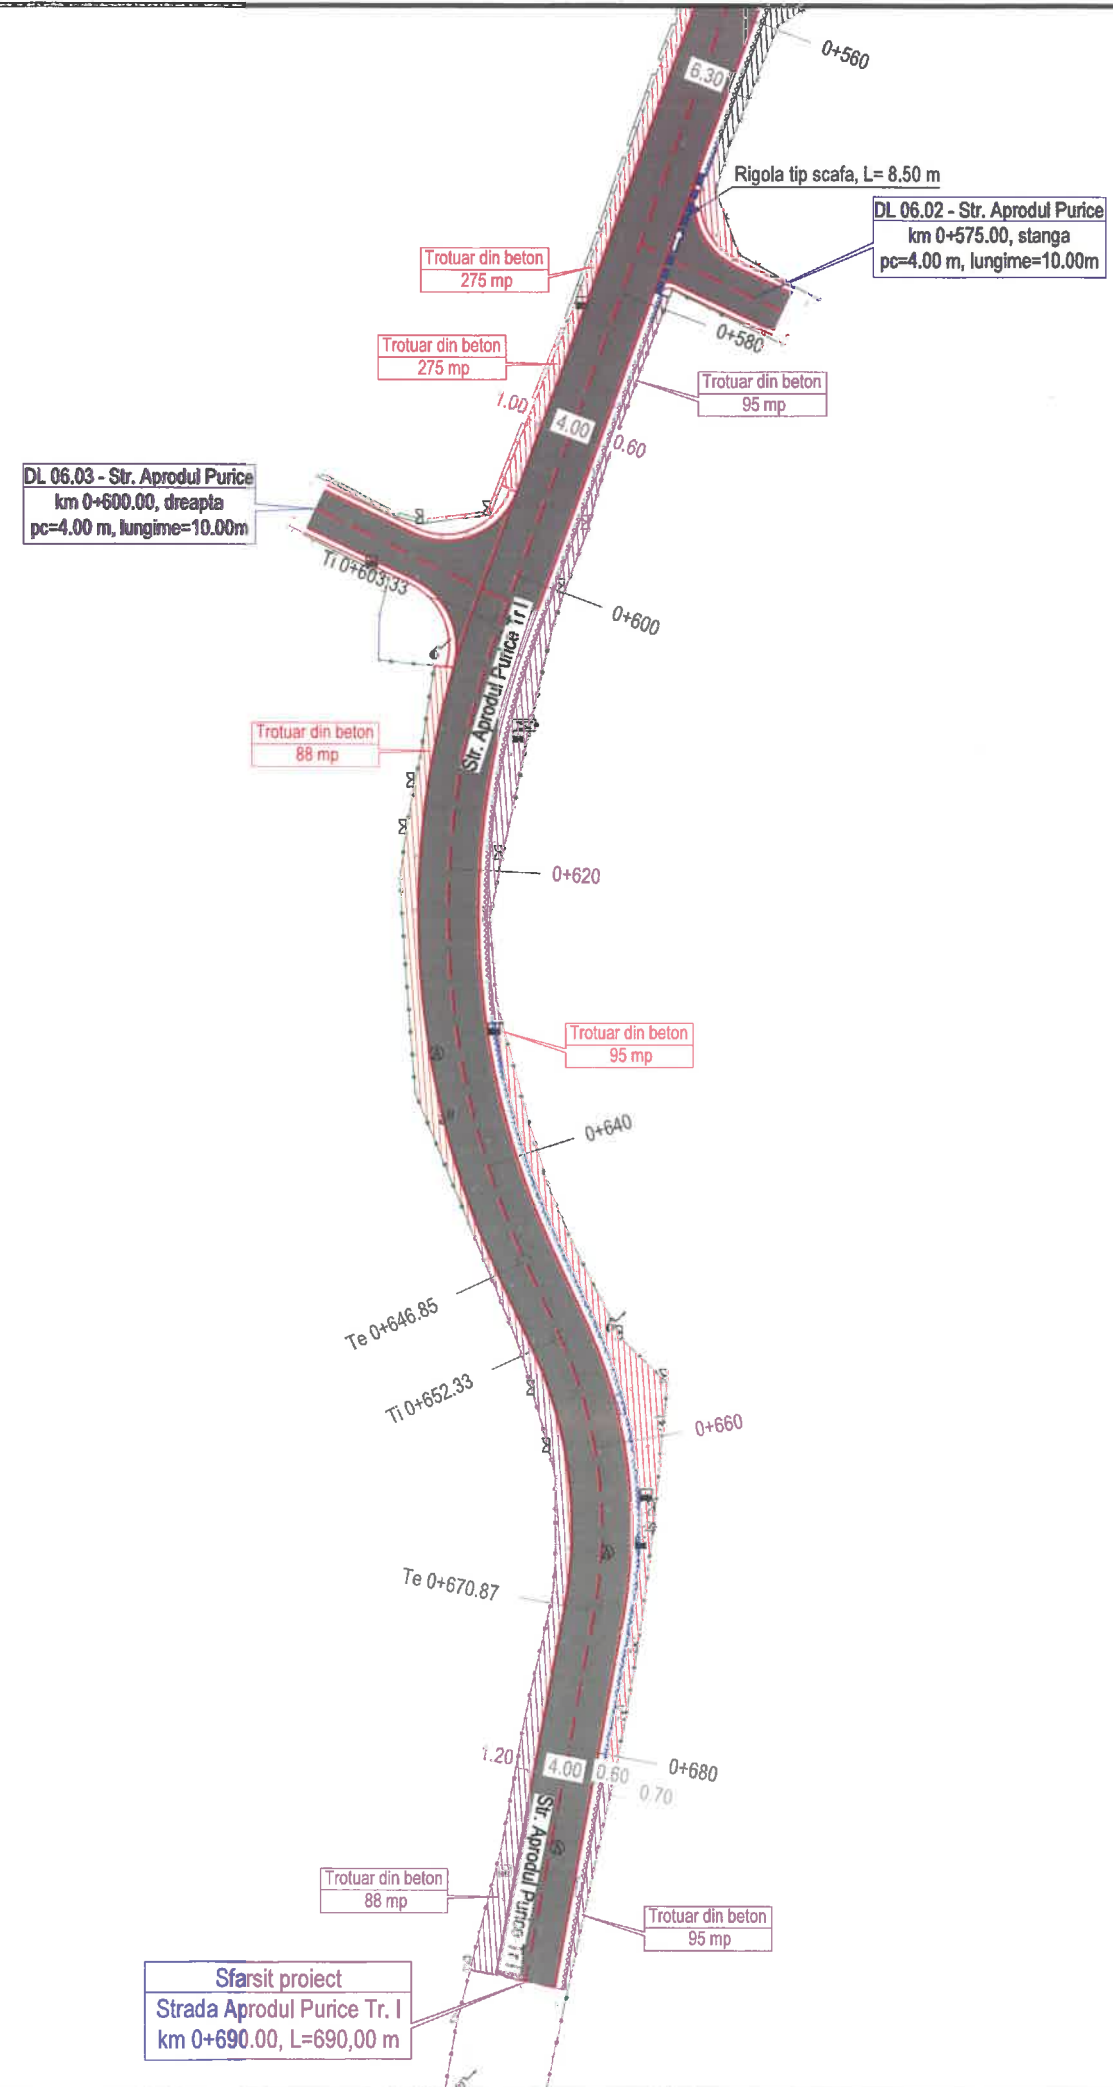 0+560
6.30
Rigola tip scafa, L= 8.50 m
DL 06.02 - Str. Aprodul Purice
km 0+575.00, stanga
pc=4.00 m, lungime=10.00m
Trotuar din beton
275 mp
0+580
Trotuar din beton
275 mp
Trotuar din beton
95 mp
1.00
4.00
0.60
DL 06.03 - Str. Aprodul Purice
km 0+600.00, dreapta
pc=4.00 m, lungime=10.00m
Ti 0+603.33
0+600
Str. Aprodul Purice Tr I
Trotuar din beton
88 mp
0+620
Trotuar din beton
95 mp
0+640
Te 0+646.85
Ti 0+652.33
0+660
Te 0+670.87
1.20
4.00
0.60
0.70
0+680
Str. Aprodul Purice Tr I
Trotuar din beton
88 mp
Trotuar din beton
95 mp
Sfarsit proiect
Strada Aprodul Purice Tr. I
km 0+690.00, L=690,00 m